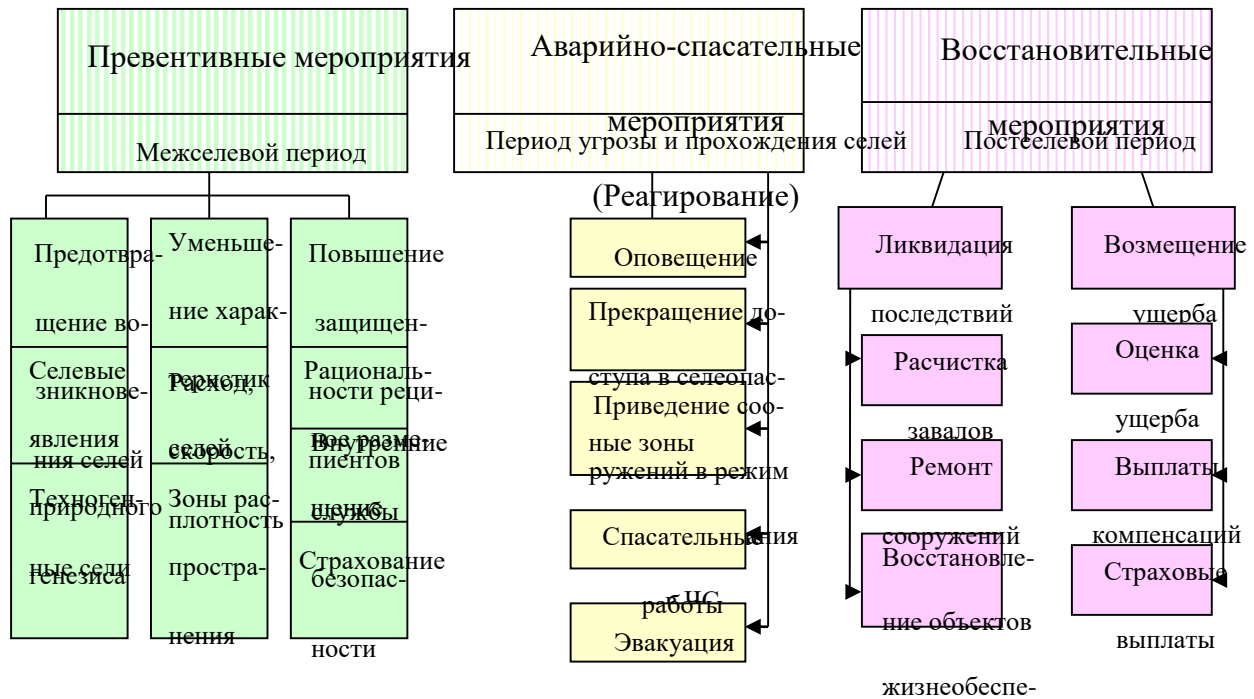 Превентивные мероприятия
Межселевой период
Предотвра-
щение во-
зникнове-
ния селей
Селевые
явления
природного
генезиса
Техноген-
ные сели
Уменьше-
ние харак-
теристик
селей
Расход,
скорость,
плотность
Зоны рас-
простра-
нения
Повышение
защищен-
ности реци-
пиентов
Рациональ-
ное разме-
щение
Внутренние
службы
безопас-
ности
Страхование
Аварийно-спасательные
мероприятия
(Реагирование)
Период угрозы и прохождения селей
Оповещение
Прекращение до-
ступа в селеопас-
ные зоны
Приведение соо-
ружений в режим
ния
ЧС
Спасательные
работы
Эвакуация
Восстановительные
мероприятия
Постселевой период
Ликвидация
последствий
Расчистка
завалов
Ремонт
сооружений
Восстановле-
ние объектов
жизнеобеспе-
Возмещение
ущерба
Оценка
ущерба
Выплаты
компенсаций
Страховые
выплаты